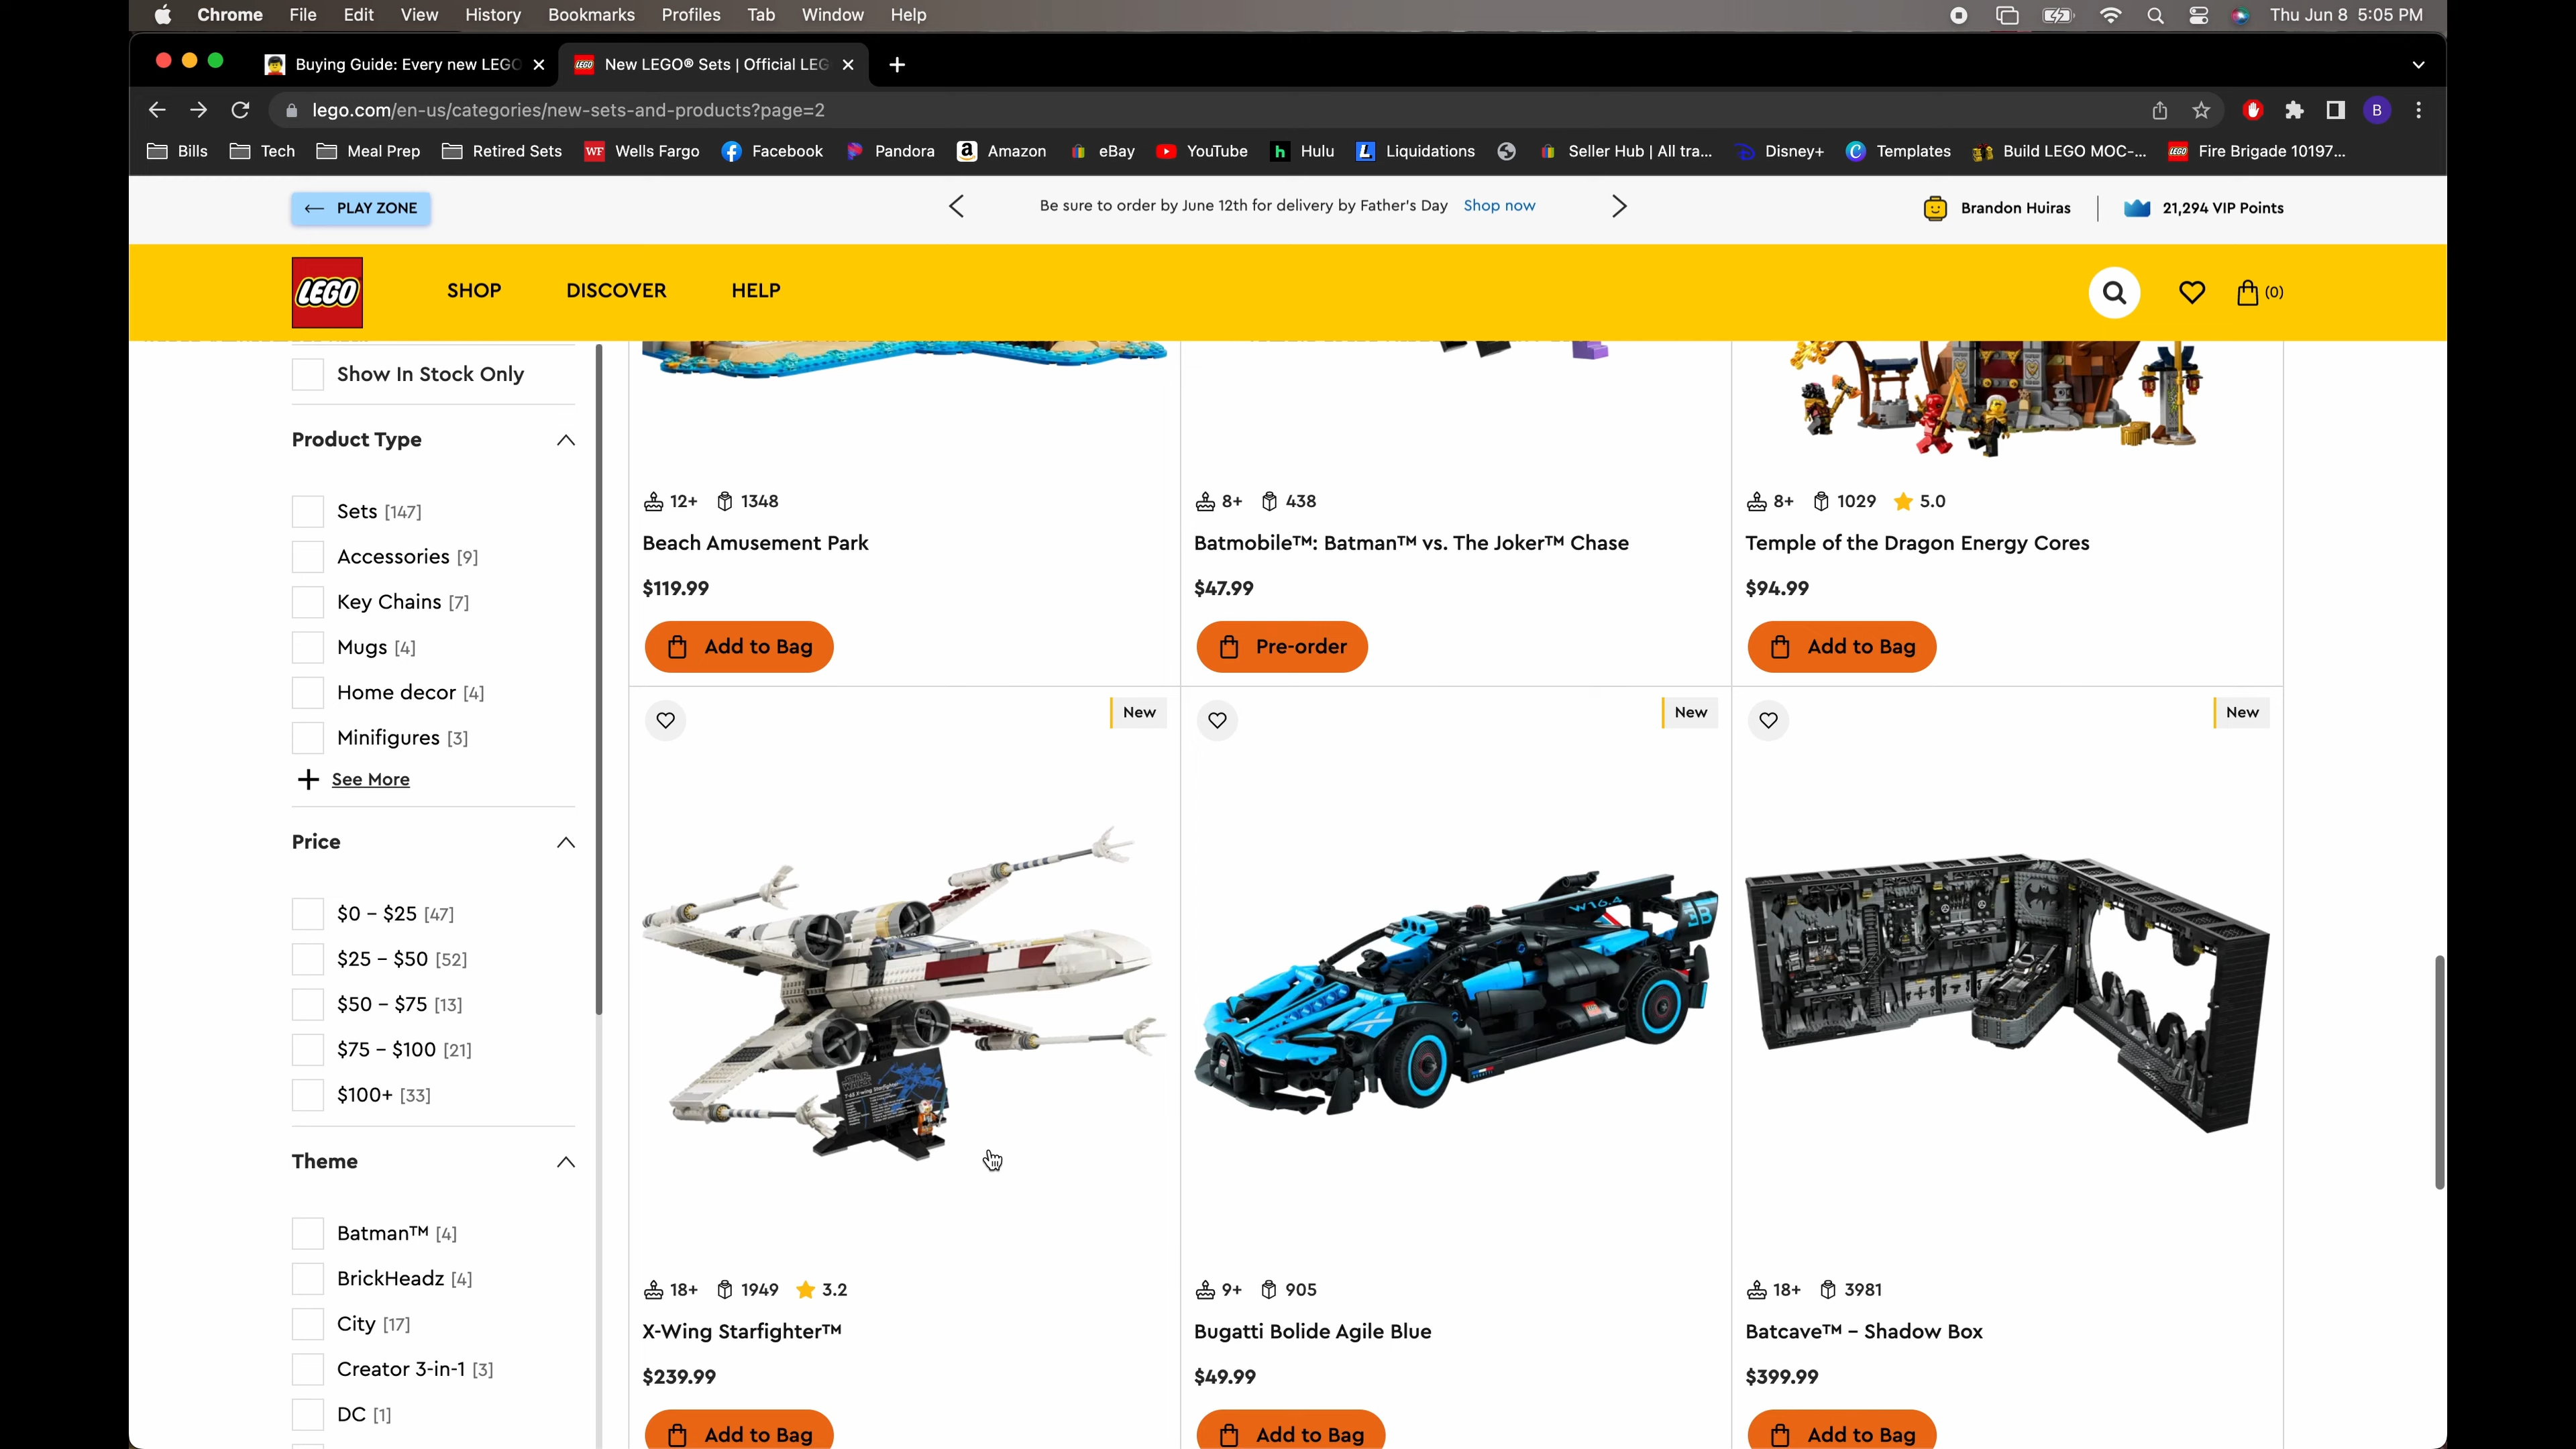 Chrome File Edit View History Bookmarks Profiles Tab Window Help Thu Jun 8 5:05 PM
Buying Guide: Every new LEGO New LEGO® Sets | Official LEG
lego.com/en-us/categories/new-sets-and-products?page=2 B
Bills Tech Meal Prep Retired Sets WF Wells Fargo Facebook Pandora Amazon eBay YouTube Hulu Liquidations Seller Hub | All tra... Disney+ Templates Build LEGO MOC-... Fire Brigade 10197...
PLAY ZONE Be sure to order by June 12th for delivery by Father's Day Shop now Brandon Huiras 21,294 VIP Points
LEGO SHOP DISCOVER HELP (0)
Show In Stock Only
Product Type
Sets [147]
Accessories [9]
Key Chains [7]
Mugs [4]
Home decor [4]
Minifigures [3]
See More
Price
$0 – $25 [47]
$25 – $50 [52]
$50 – $75 [13]
$75 – $100 [21]
$100+ [33]
Theme
Batman™ [4]
BrickHeadz [4]
City [17]
Creator 3-in-1 [3]
DC [1]
12+ 1348
Beach Amusement Park
$119.99
Add to Bag
8+ 438
Batmobile™: Batman™ vs. The Joker™ Chase
$47.99
Pre-order
8+ 1029 5.0
Temple of the Dragon Energy Cores
$94.99
Add to Bag
New
18+ 1949 3.2
X-Wing Starfighter™
$239.99
Add to Bag
New
W16.4
9+ 905
Bugatti Bolide Agile Blue
$49.99
Add to Bag
New
18+ 3981
Batcave™ – Shadow Box
$399.99
Add to Bag